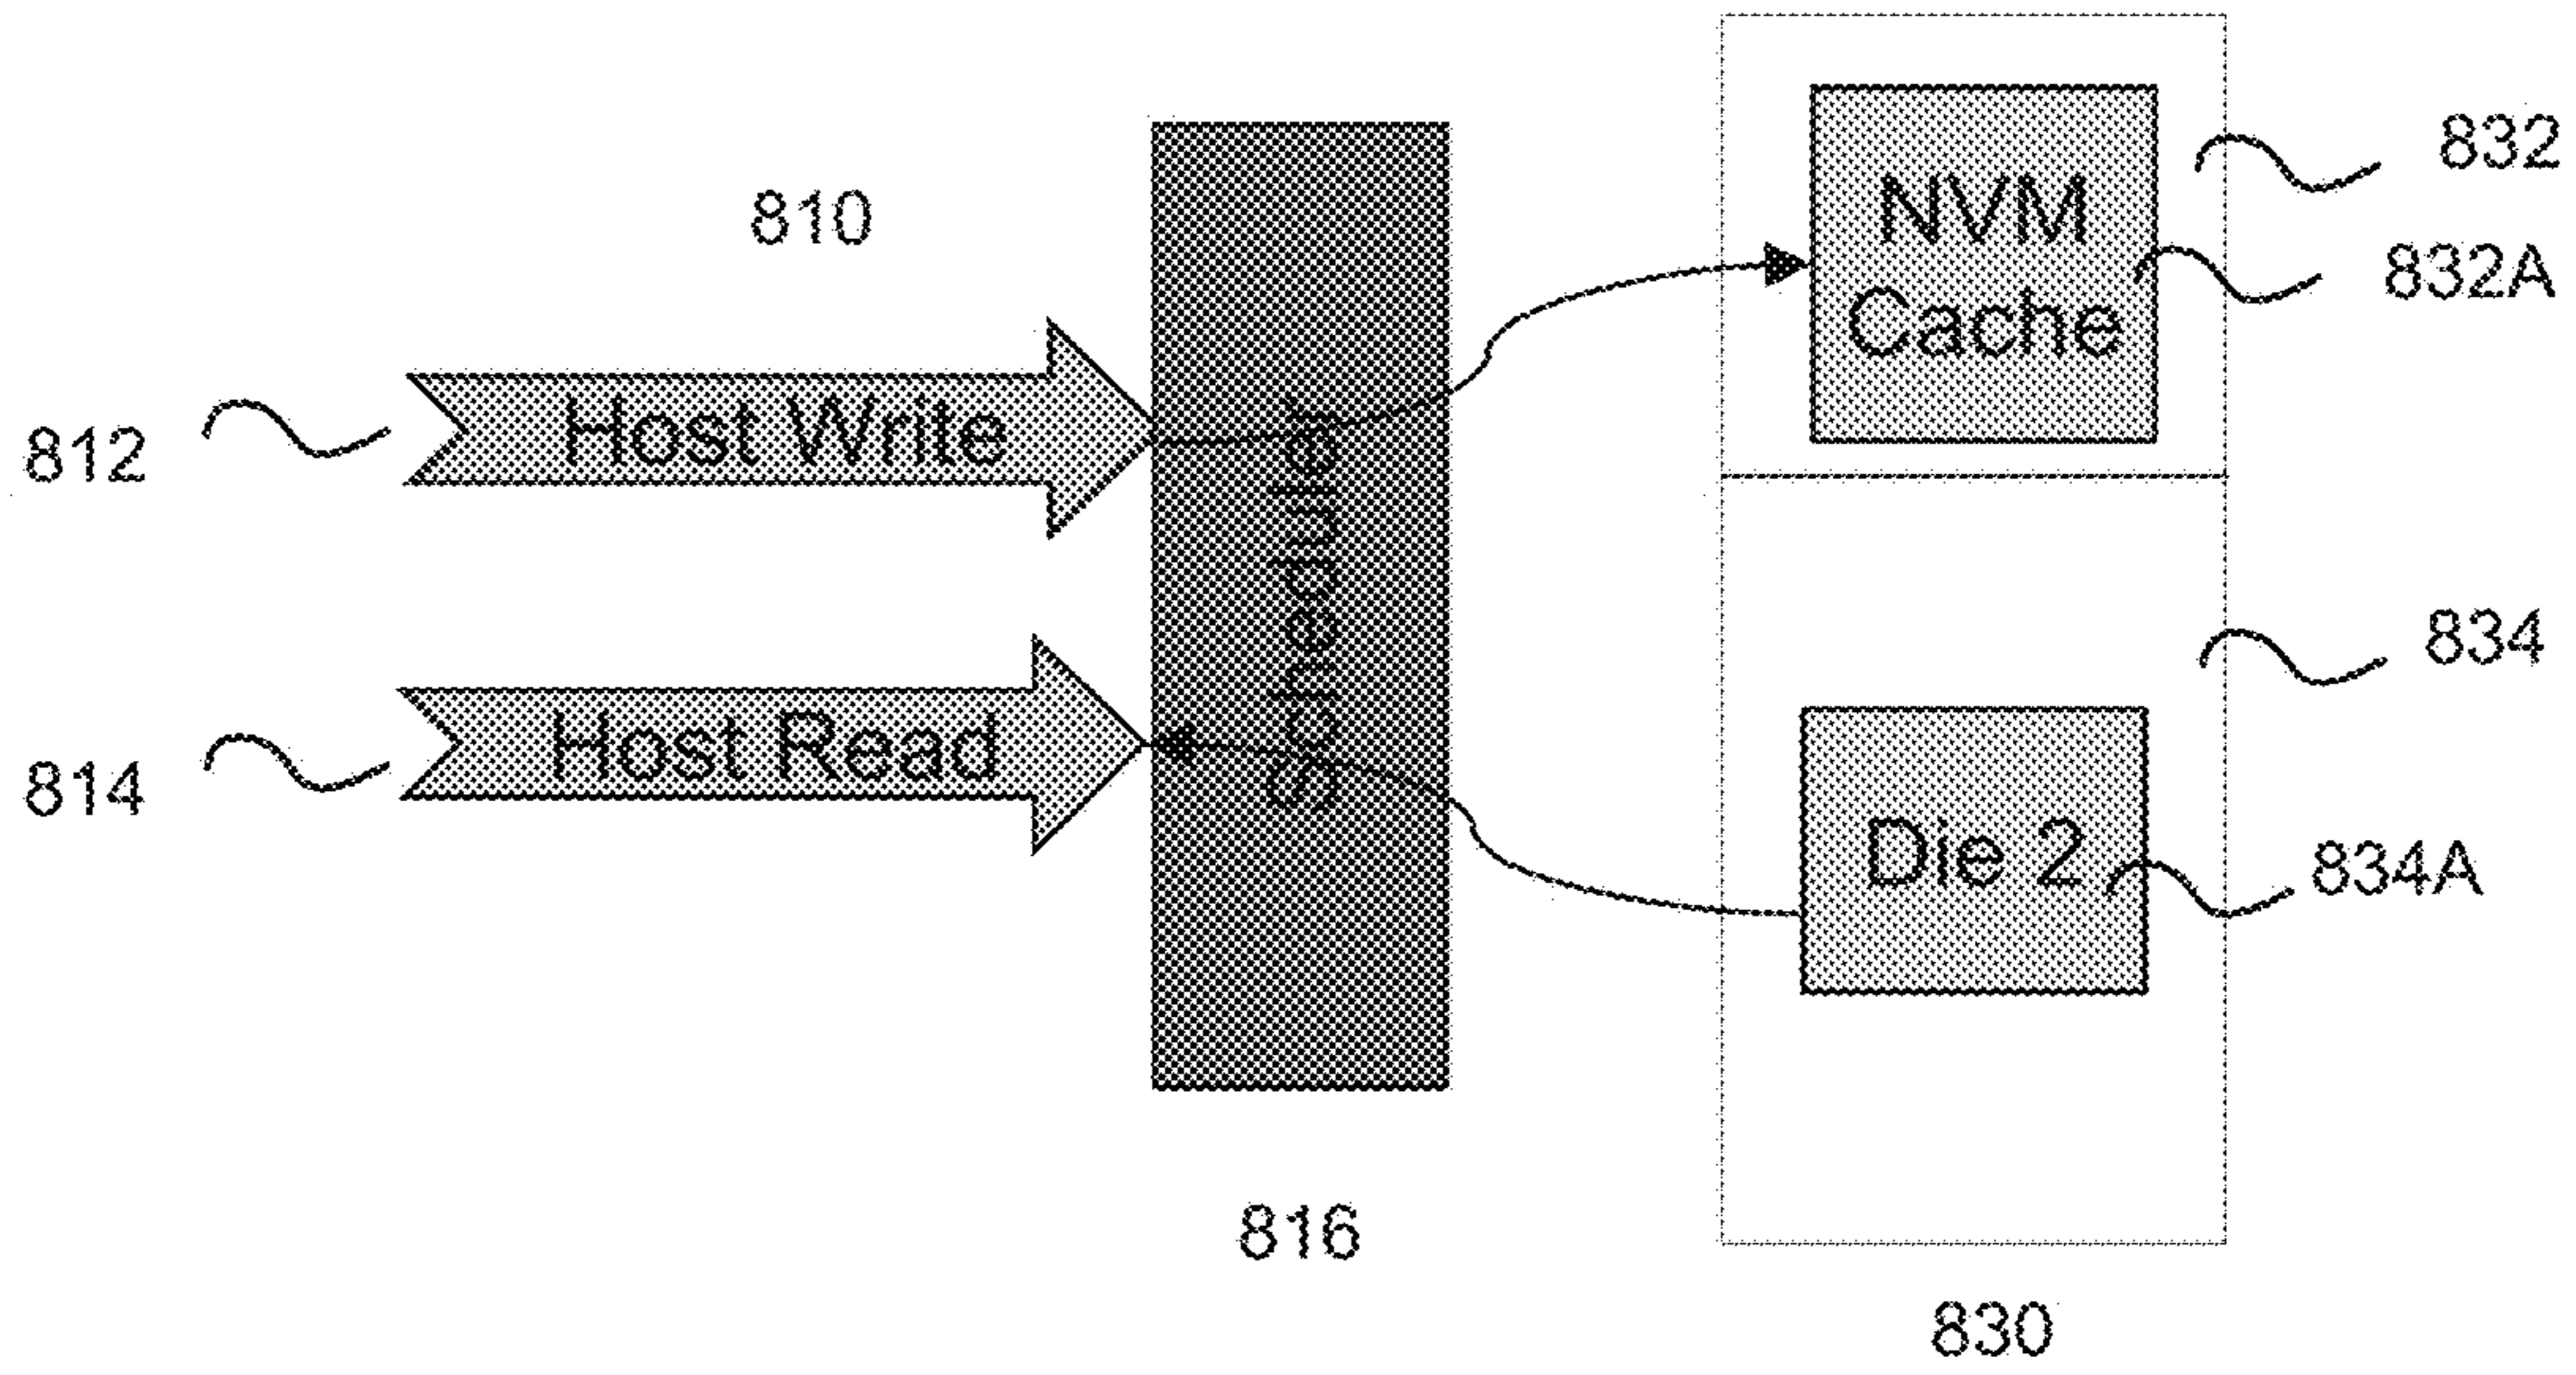 810
812
Host Write
814
Host Read
Scheduler
816
NVM
Cache
832
832A
834
Die 2
834A
830